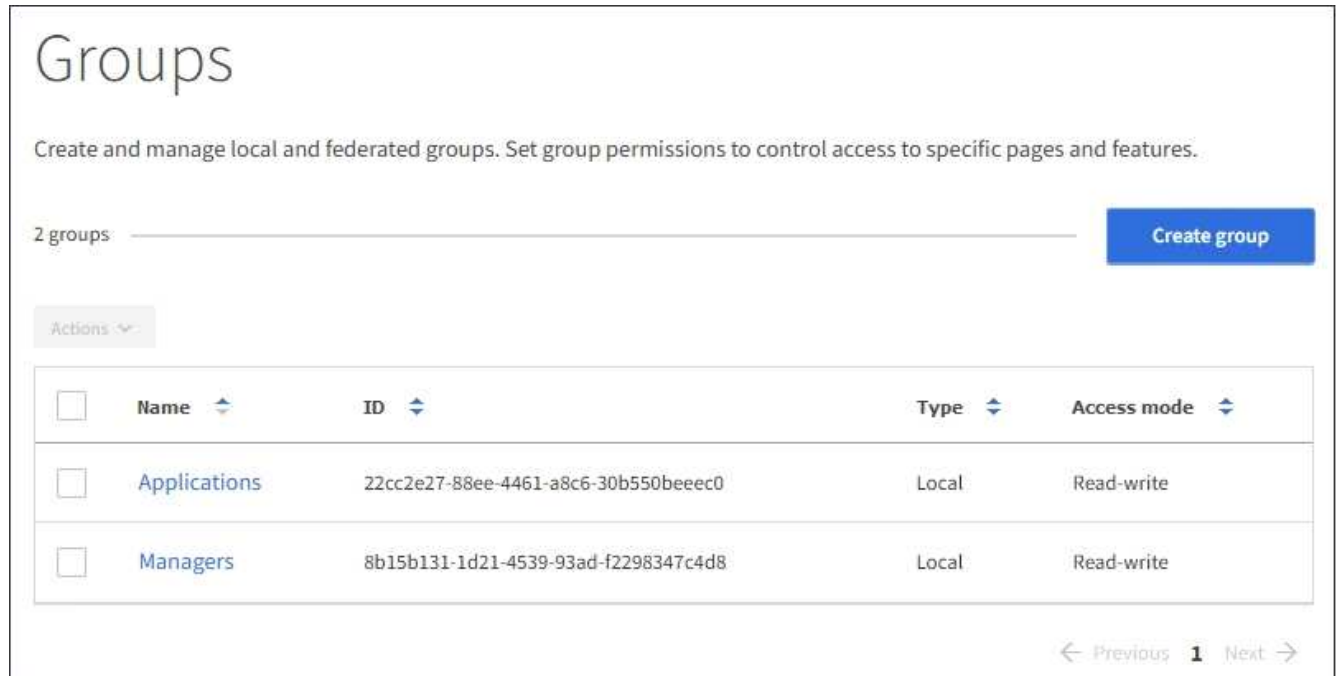 Groups
Create and manage local and federated groups. Set group permissions to control access to specific pages and features.
2 groups
Create group
Actions
Name ID Type Access mode
Applications 22cc2e27-88ee-4461-a8c6-30b550beeec0 Local Read-write
Managers 8b15b131-1d21-4539-93ad-f2298347c4d8 Local Read-write
← Previous 1 Next →